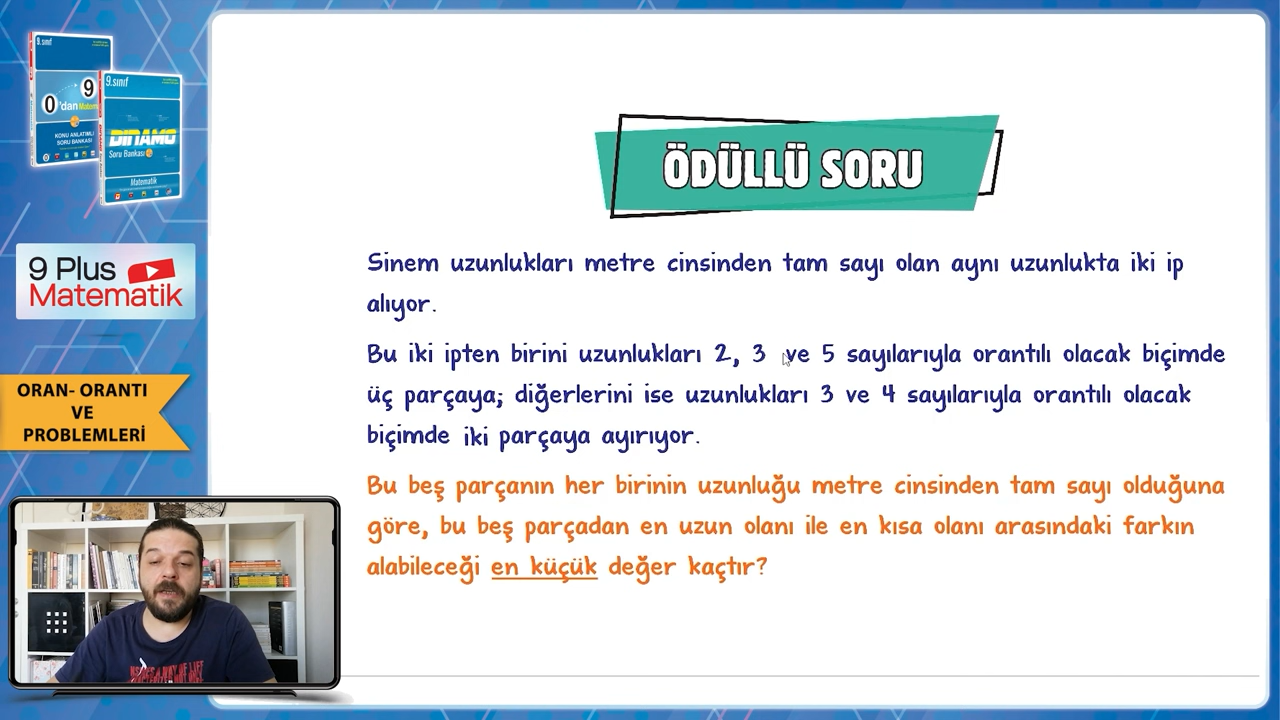 9.sınıf
0'dan 9
KONU ANLATIMLI
SORU BANKASI
9.sınıf
DINAMO
Soru Bankası
Matematik
9 Plus
Matematik
ORAN- ORANTI
VE
PROBLEMLERİ
ÖDÜLLÜ SORU
Sinem uzunlukları metre cinsinden tam sayı olan aynı uzunlukta iki ip
alıyor.
Bu iki ipten birini uzunlukları 2, 3 ve 5 sayılarıyla orantılı olacak biçimde
üç parçaya; diğerlerini ise uzunlukları 3 ve 4 sayılarıyla orantılı olacak
biçimde iki parçaya ayırıyor.
Bu beş parçanın her birinin uzunluğu metre cinsinden tam sayı olduğuna
göre, bu beş parçadan en uzun olanı ile en kısa olanı arasındaki farkın
alabileceği en küçük değer kaçtır?